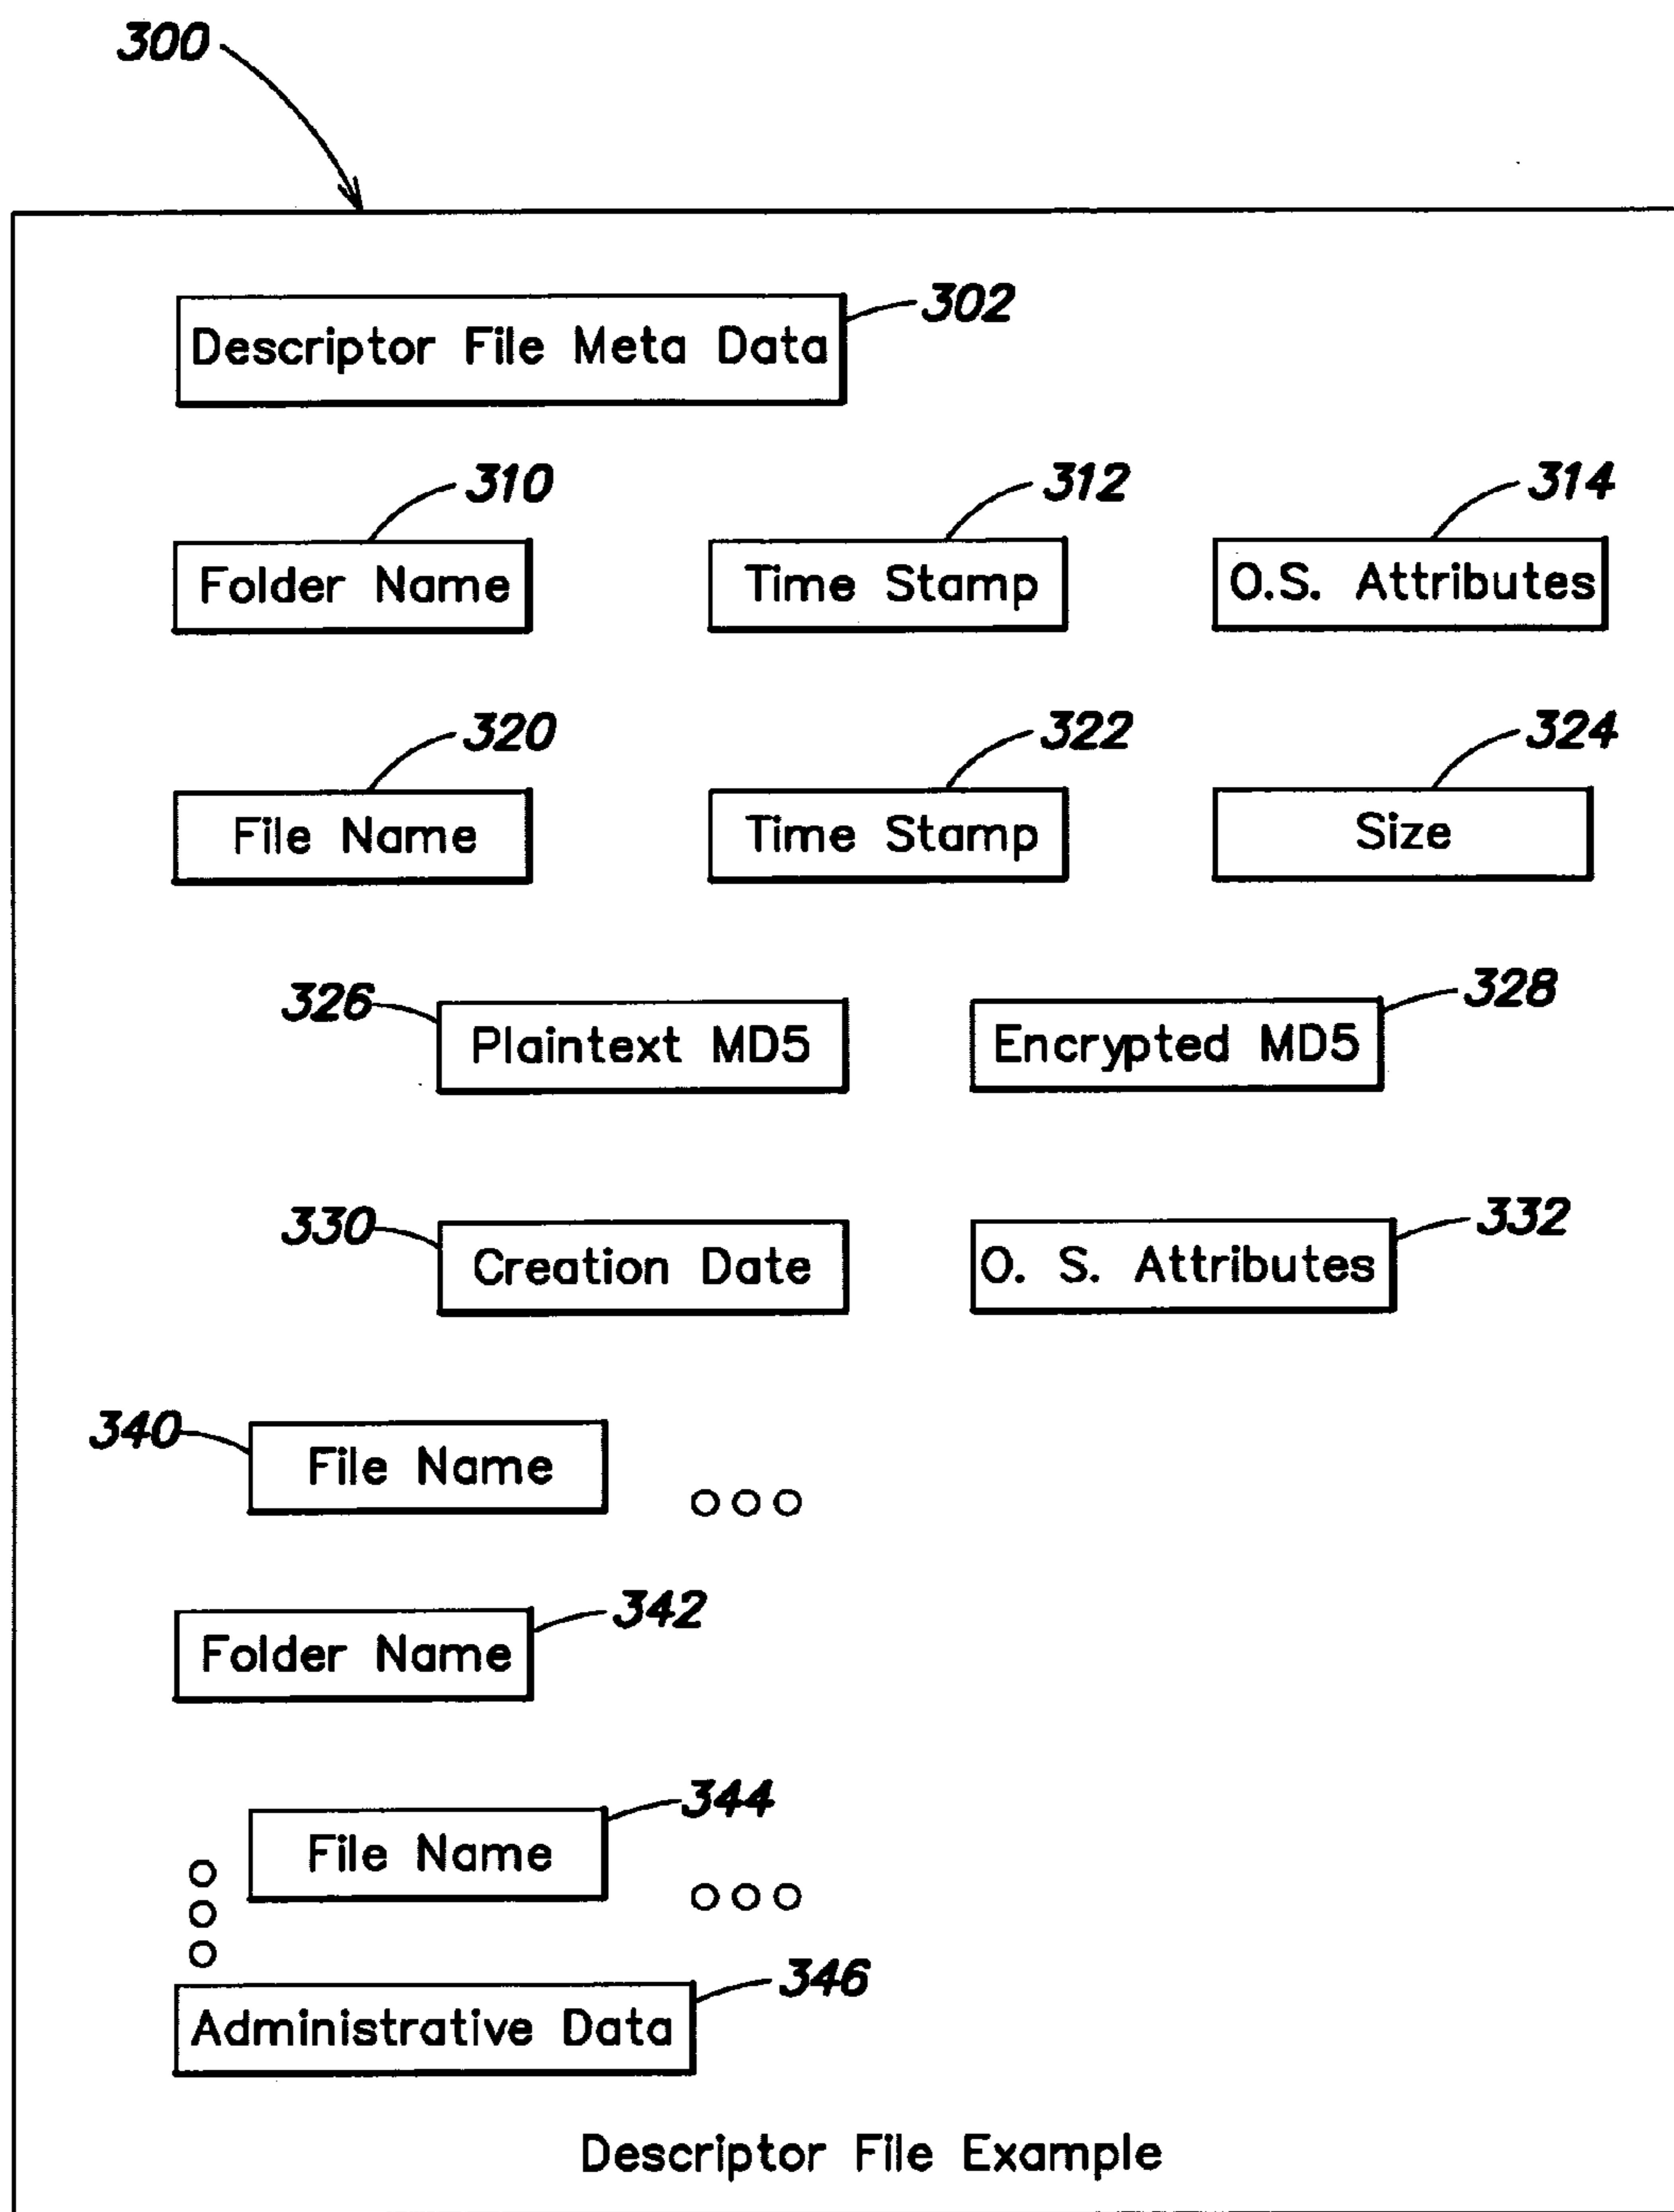 300
302
Descriptor File Meta Data
310 312 314
Folder Name Time Stamp O.S. Attributes
320 322 324
File Name Time Stamp Size
326 Plaintext MD5 Encrypted MD5 328
330 Creation Date O. S. Attributes 332
340 File Name
342
Folder Name
344
File Name
346
Administrative Data
Descriptor File Example